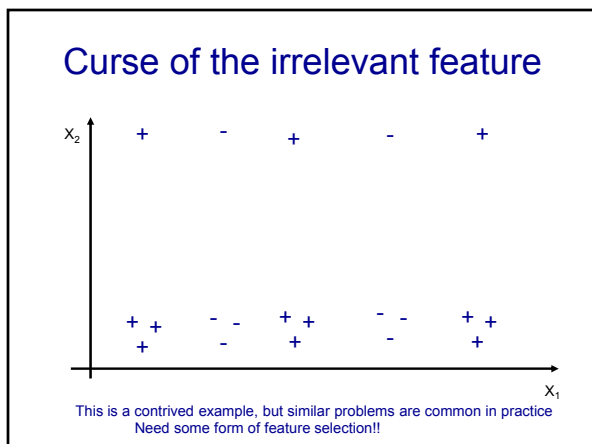 Curse of the irrelevant feature
X₂
+ - + - +
+ + - - + + - - + +
+ - + - +
X₁
This is a contrived example, but similar problems are common in practice
Need some form of feature selection!!